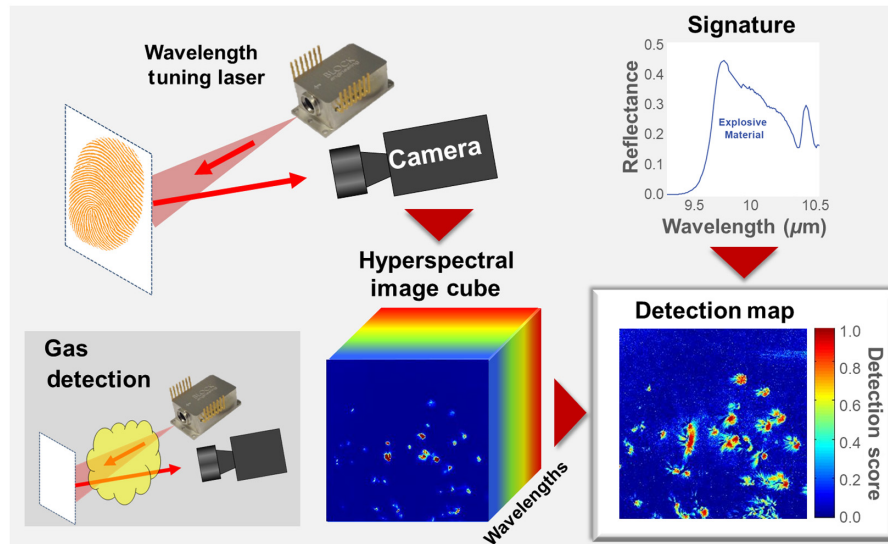 Wavelength
tuning laser
Camera
Signature
Reflectance
0.5
0.4
0.3
0.2
0.1
0.0
Explosive
Material
9.5
10
10.5
Wavelength (µm)
Hyperspectral
image cube
Wavelengths
Gas
detection
Detection map
1.0
0.8
0.6
0.4
0.2
0.0
Detection score